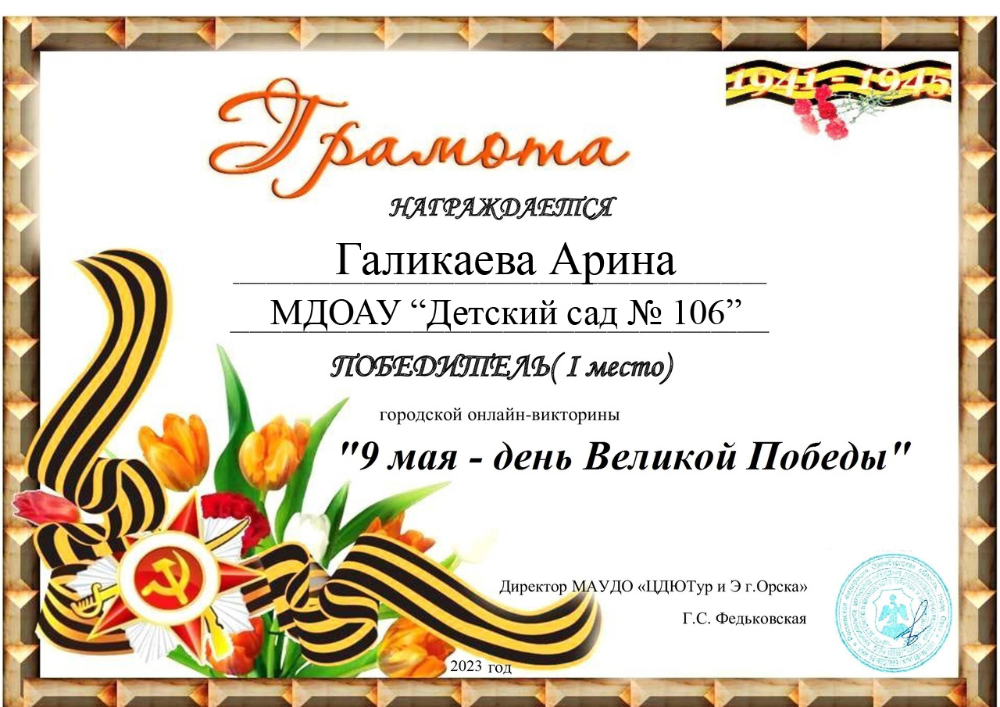 1941 - 1945
Грамота
НАГРАЖДАЕТСЯ
Галикаева Арина
МДОАУ “Детский сад № 106”
ПОБЕДИТЕЛЬ( I место)
городской онлайн-викторины
"9 мая - день Великой Победы"
Директор МАУДО «ЦДЮТур и Э г.Орска»
Г.С. Федьковская
2023 год